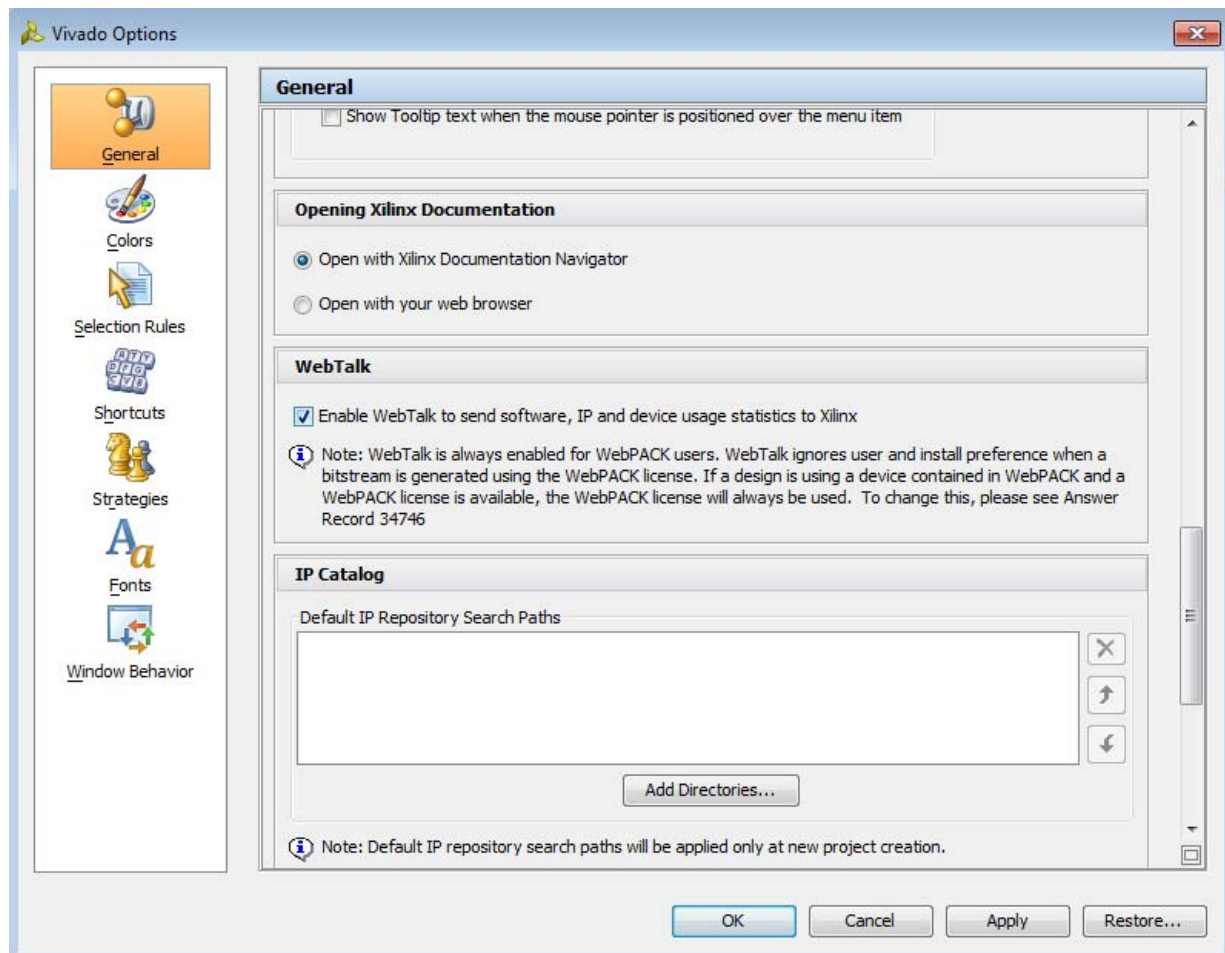 Vivado Options
General
Colors
Selection Rules
Shortcuts
Strategies
Fonts
Window Behavior
General
Show Tooltip text when the mouse pointer is positioned over the menu item
Opening Xilinx Documentation
Open with Xilinx Documentation Navigator
Open with your web browser
WebTalk
Enable WebTalk to send software, IP and device usage statistics to Xilinx
Note: WebTalk is always enabled for WebPACK users. WebTalk ignores user and install preference when a
bitstream is generated using the WebPACK license. If a design is using a device contained in WebPACK and a
WebPACK license is available, the WebPACK license will always be used. To change this, please see Answer
Record 34746
IP Catalog
Default IP Repository Search Paths
Add Directories...
Note: Default IP repository search paths will be applied only at new project creation.
OK
Cancel
Apply
Restore...